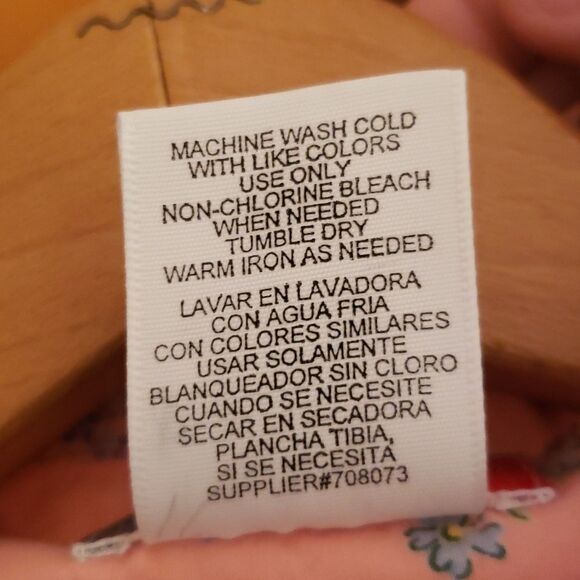 MACHINE WASH COLD
WITH LIKE COLORS
USE ONLY
NON-CHLORINE BLEACH
WHEN NEEDED
TUMBLE DRY
WARM IRON AS NEEDED
LAVAR EN LAVADORA
CON AGUA FRIA
CON COLORES SIMILARES
USAR SOLAMENTE
BLANQUEADOR SIN CLORO
CUANDO SE NECESITE
SECAR EN SECADORA
PLANCHA TIBIA,
SI SE NECESITA
SUPPLIER#708073